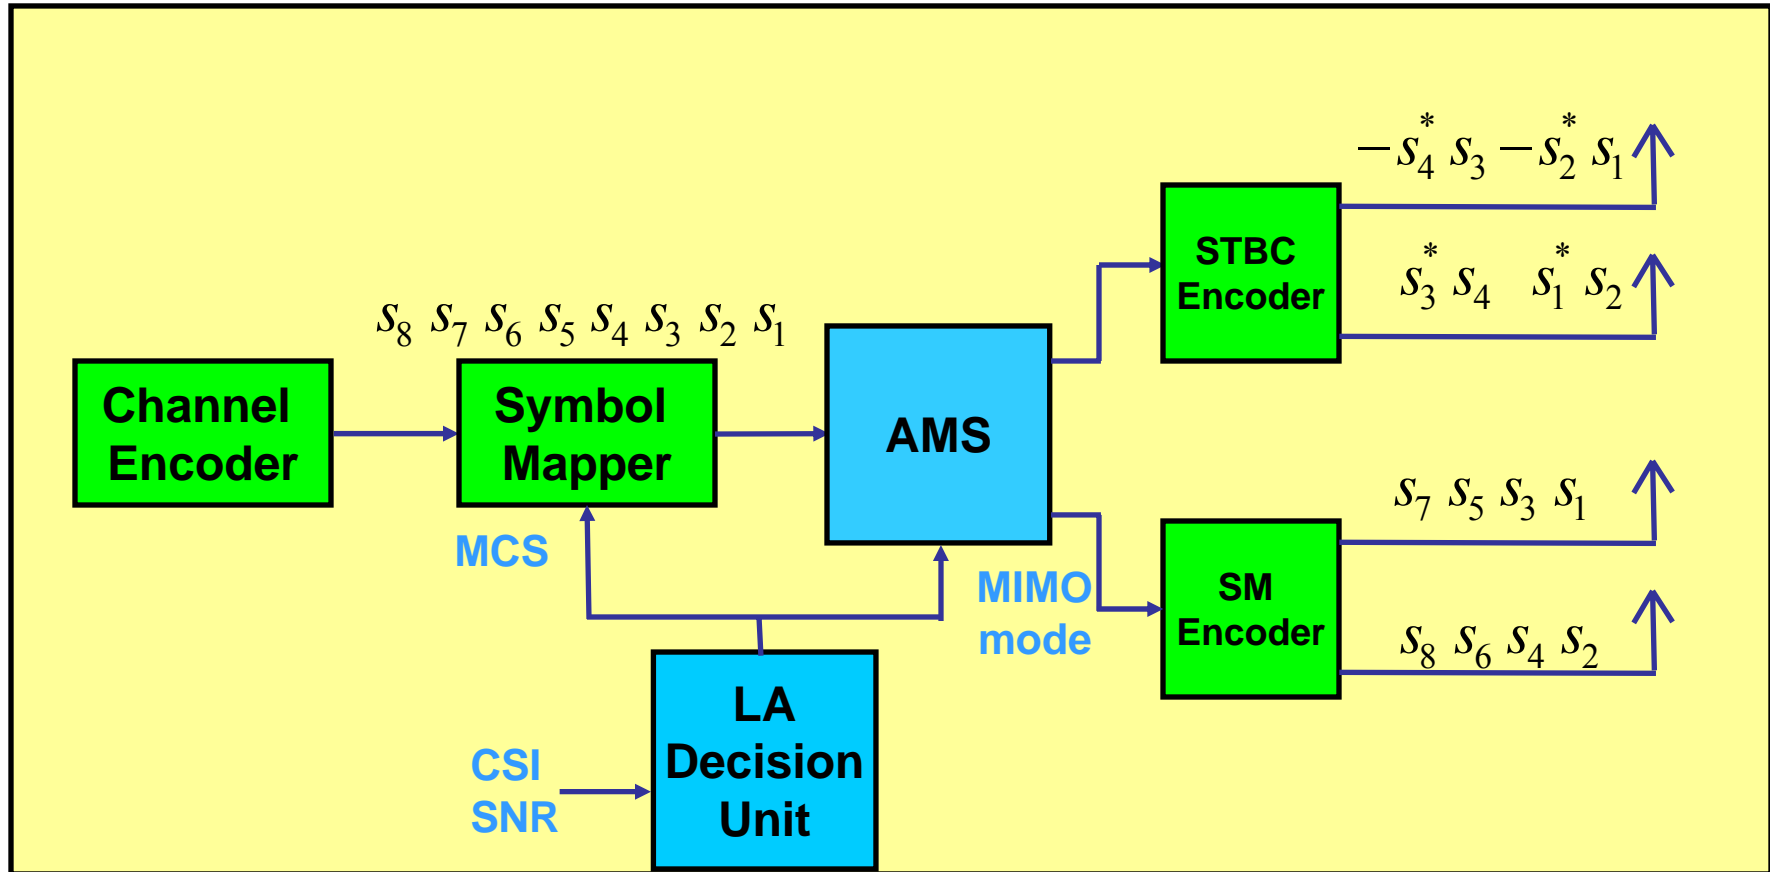 −s₄* s₃ −s₂* s₁
s₃* s₄ s₁* s₂
STBC
Encoder
s₈ s₇ s₆ s₅ s₄ s₃ s₂ s₁
Channel
Encoder
Symbol
Mapper
AMS
MCS
MIMO
mode
s₇ s₅ s₃ s₁
SM
Encoder
s₈ s₆ s₄ s₂
LA
Decision
Unit
CSI
SNR